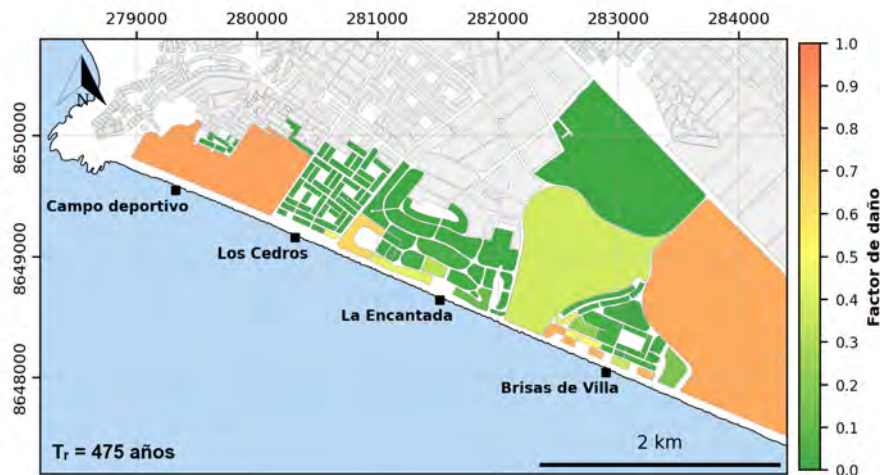 279000 280000 281000 282000 283000 284000
8650000
8649000
8648000
N
Campo deportivo
Los Cedros
La Encantada
Brisas de Villa
Tᵣ = 475 años
2 km
1.0
0.9
0.8
0.7
0.6
0.5
0.4
0.3
0.2
0.1
0.0
Factor de daño